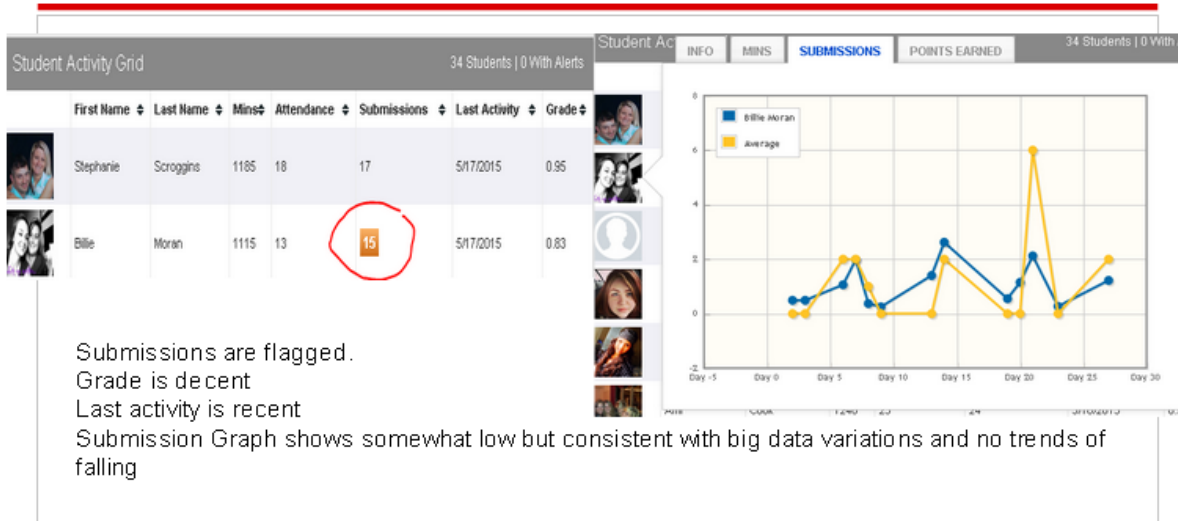 Student Activity Grid
34 Students | 0 With Alerts
First Name Last Name Mins Attendance Submissions Last Activity Grade
Stephanie Scroggins 1185 18 17 5/17/2015 0.95
Billie Moran 1115 13 15 5/17/2015 0.83
Student Ac
INFO MINS SUBMISSIONS POINTS EARNED
34 Students | 0 With
Billie Moran
Average
8
6
4
2
0
-2
Day -5 Day 0 Day 5 Day 10 Day 15 Day 20 Day 25 Day 30
Cook 1240 24
Submissions are flagged.
Grade is decent
Last activity is recent
Submission Graph shows somewhat low but consistent with big data variations and no trends of
falling